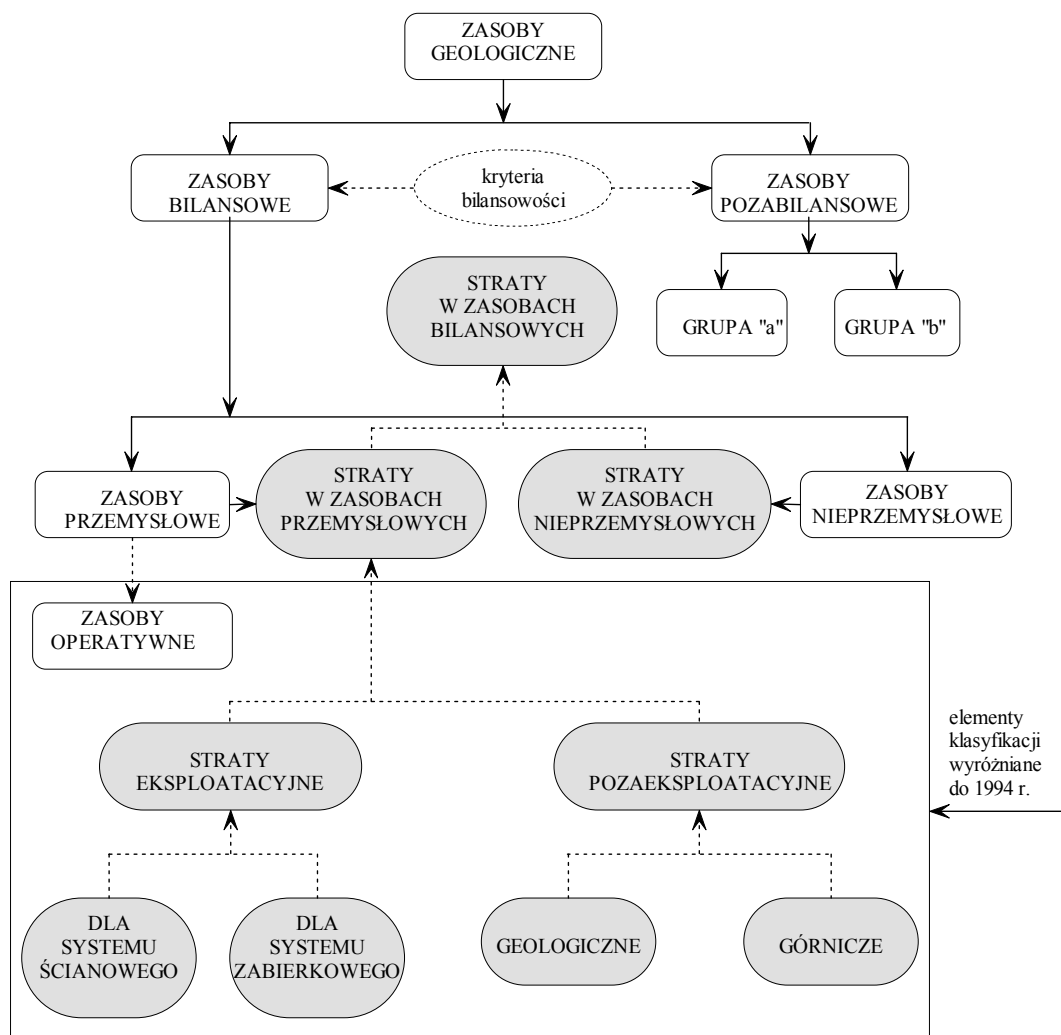 ZASOBY
GEOLOGICZNE
ZASOBY
BILANSOWE
kryteria
bilansowości
ZASOBY
POZABILANSOWE
STRATY
W ZASOBACH
BILANSOWYCH
GRUPA "a"
GRUPA "b"
ZASOBY
PRZEMYSŁOWE
STRATY
W ZASOBACH
PRZEMYSŁOWYCH
STRATY
W ZASOBACH
NIEPRZEMYSŁOWYCH
ZASOBY
NIEPRZEMYSŁOWE
ZASOBY
OPERATYWNE
STRATY
EKSPLOATACYJNE
STRATY
POZAEKSPLOATACYJNE
elementy
klasyfikacji
wyróżniane
do 1994 r.
DLA
SYSTEMU
ŚCIANOWEGO
DLA
SYSTEMU
ZABIERKOWEGO
GEOLOGICZNE
GÓRNICZE